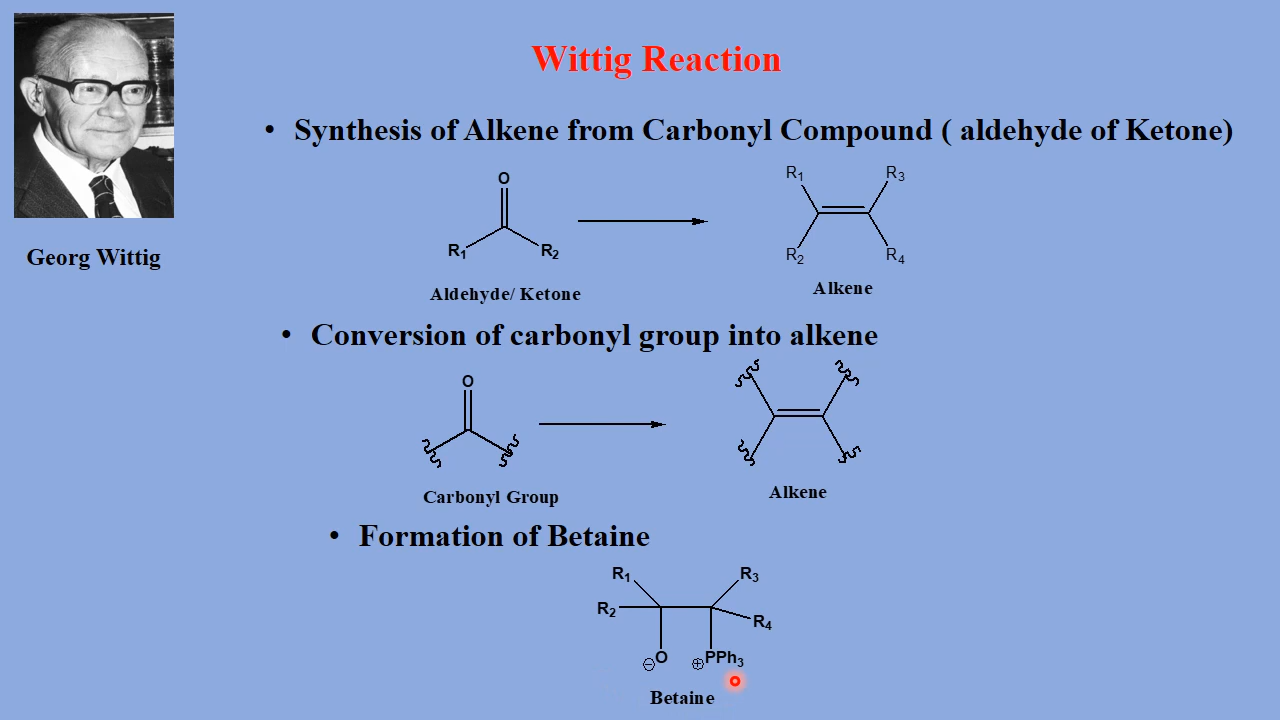 Wittig Reaction
• Synthesis of Alkene from Carbonyl Compound ( aldehyde of Ketone)
O
R1 R2
Aldehyde/ Ketone
R1 R3
R2 R4
Alkene
Georg Wittig
• Conversion of carbonyl group into alkene
O
Carbonyl Group
Alkene
• Formation of Betaine
R1 R3
R2 R4
⊖O ⊕PPh3
Betaine